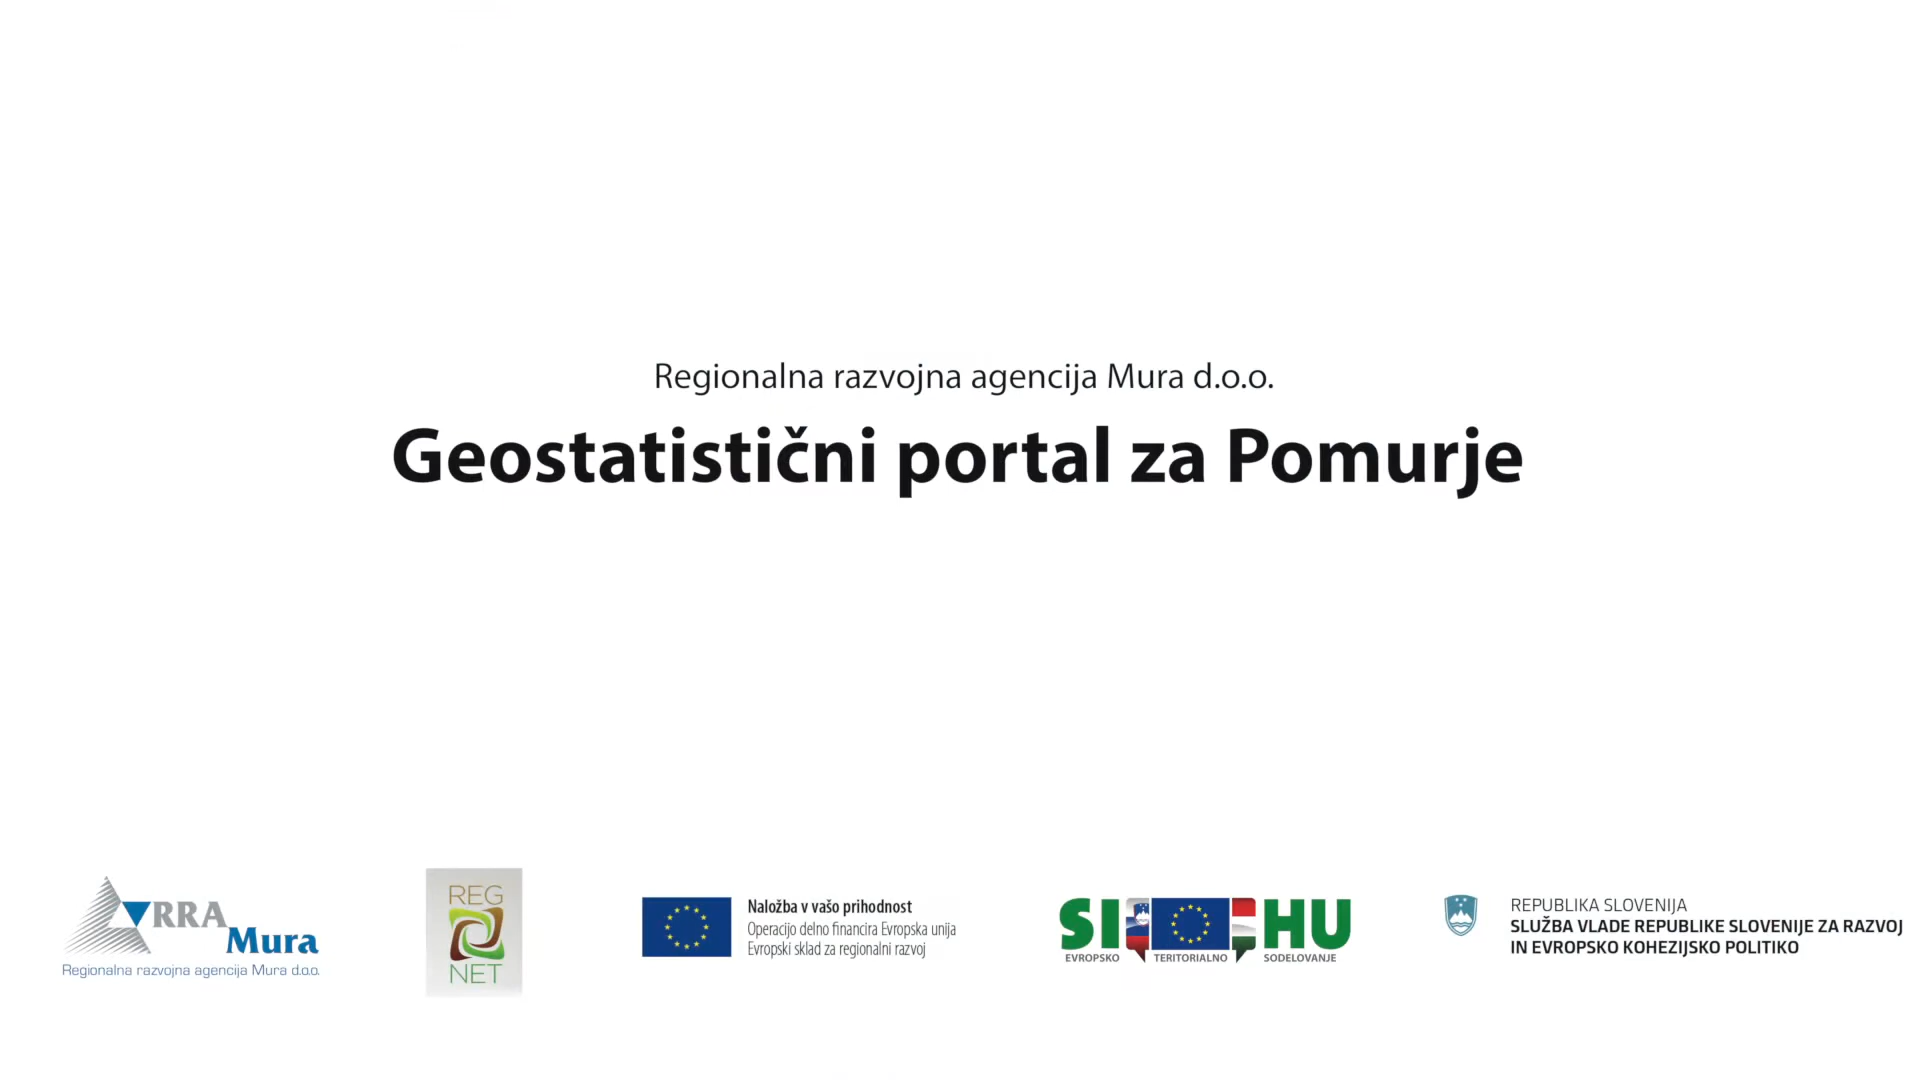 Regionalna razvojna agencija Mura d.o.o.
Geostatistični portal za Pomurje
RRA
Mura
Regionalna razvojna agencija Mura d.o.o.
REG
NET
Naložba v vašo prihodnost
Operacijo delno financira Evropska unija
Evropski sklad za regionalni razvoj
SI HU
EVROPSKO TERITORIALNO SODELOVANJE
REPUBLIKA SLOVENIJA
SLUŽBA VLADE REPUBLIKE SLOVENIJE ZA RAZVOJ
IN EVROPSKO KOHEZIJSKO POLITIKO